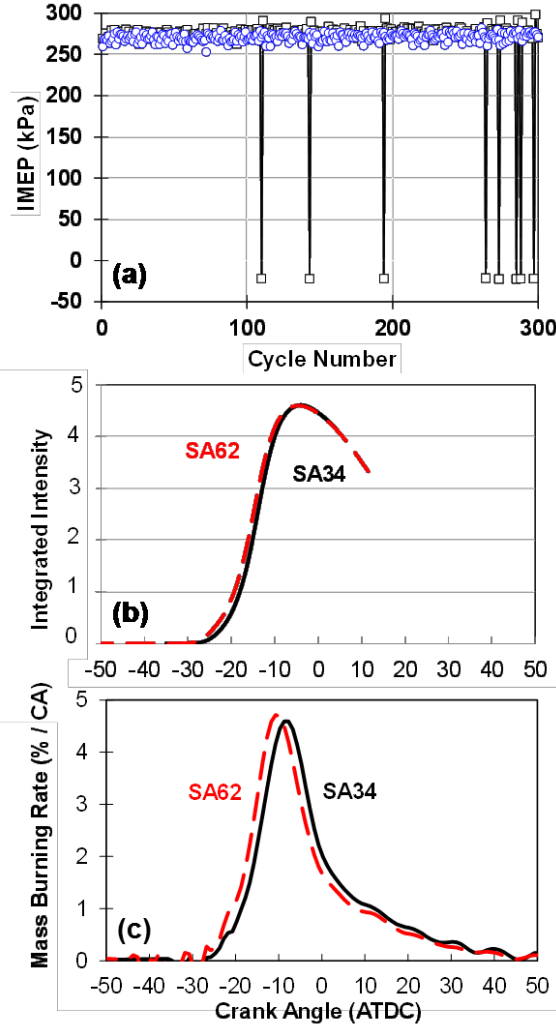 300
250
200
150
100
50
0
-50
IMEP (kPa)
(a)
0 100 200 300
Cycle Number
5
4
3
2
1
0
Integrated Intensity
SA62
SA34
(b)
-50 -40 -30 -20 -10 0 10 20 30 40 50
5
4
3
2
1
0
Mass Burning Rate (% / CA)
SA62 SA34
(c)
-50 -40 -30 -20 -10 0 10 20 30 40 50
Crank Angle (ATDC)